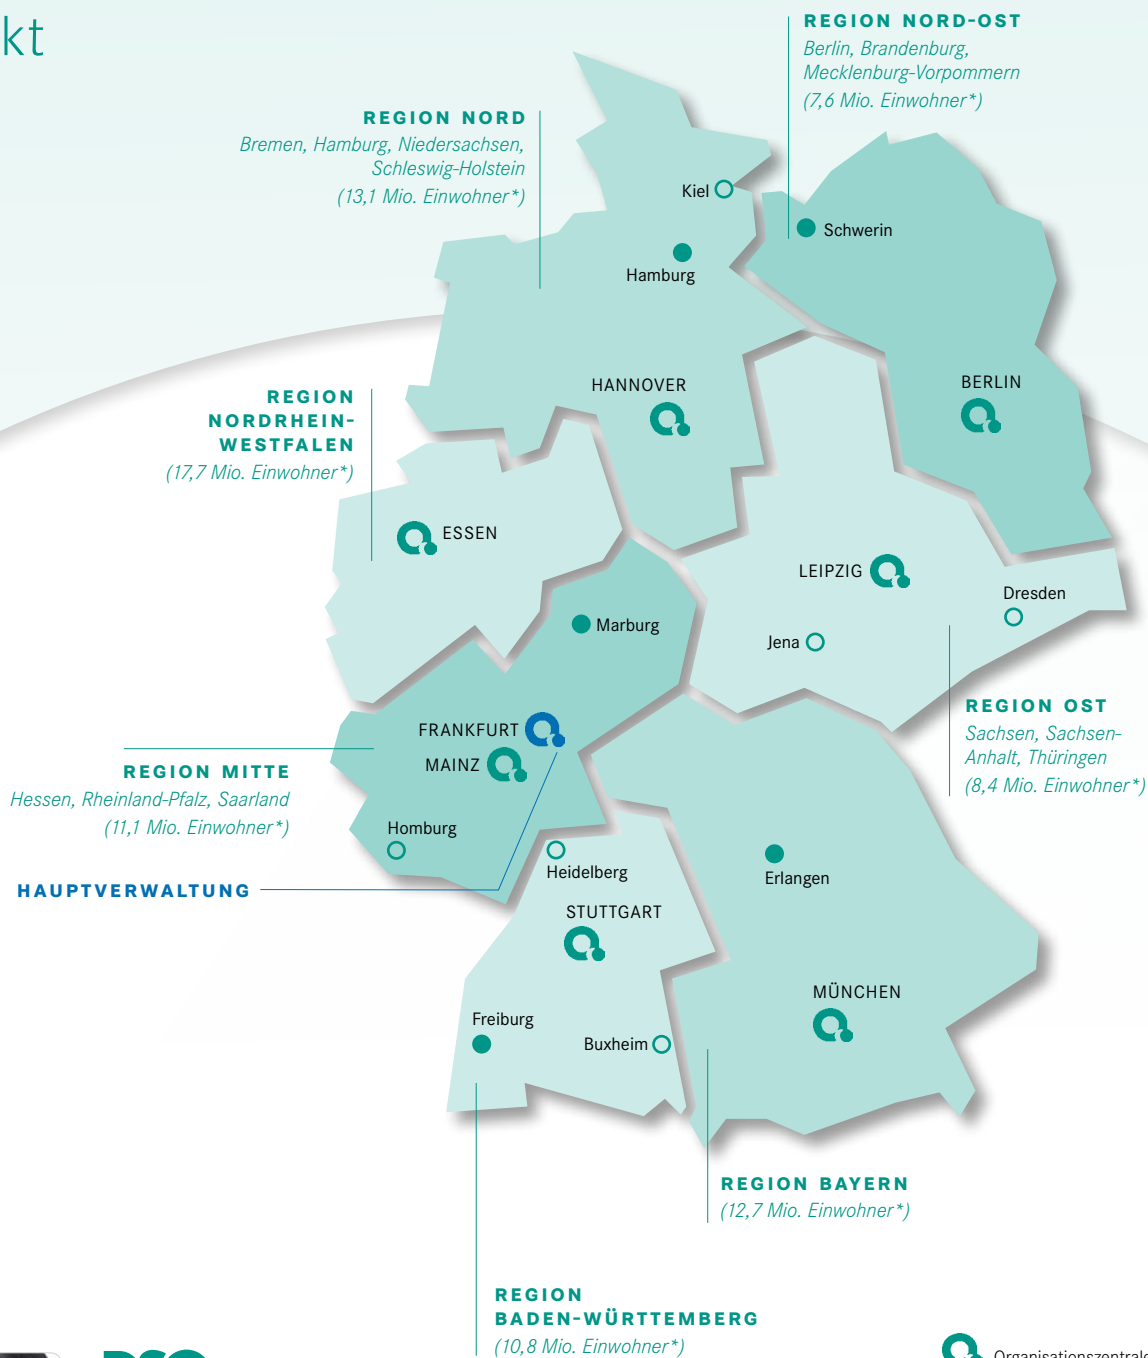 kt
REGION NORD-OST
Berlin, Brandenburg,
Mecklenburg-Vorpommern
(7,6 Mio. Einwohner*)
REGION NORD
Bremen, Hamburg, Niedersachsen,
Schleswig-Holstein
(13,1 Mio. Einwohner*)
Kiel
Schwerin
Hamburg
HANNOVER
BERLIN
REGION
NORDRHEIN-
WESTFALEN
(17,7 Mio. Einwohner*)
ESSEN
LEIPZIG
Dresden
Marburg
Jena
REGION OST
Sachsen, Sachsen-
Anhalt, Thüringen
(8,4 Mio. Einwohner*)
FRANKFURT
MAINZ
REGION MITTE
Hessen, Rheinland-Pfalz, Saarland
(11,1 Mio. Einwohner*)
Homburg
HAUPTVERWALTUNG
Heidelberg
Erlangen
STUTTGART
MÜNCHEN
Freiburg
Buxheim
REGION BAYERN
(12,7 Mio. Einwohner*)
REGION
BADEN-WÜRTTEMBERG
(10,8 Mio. Einwohner*)